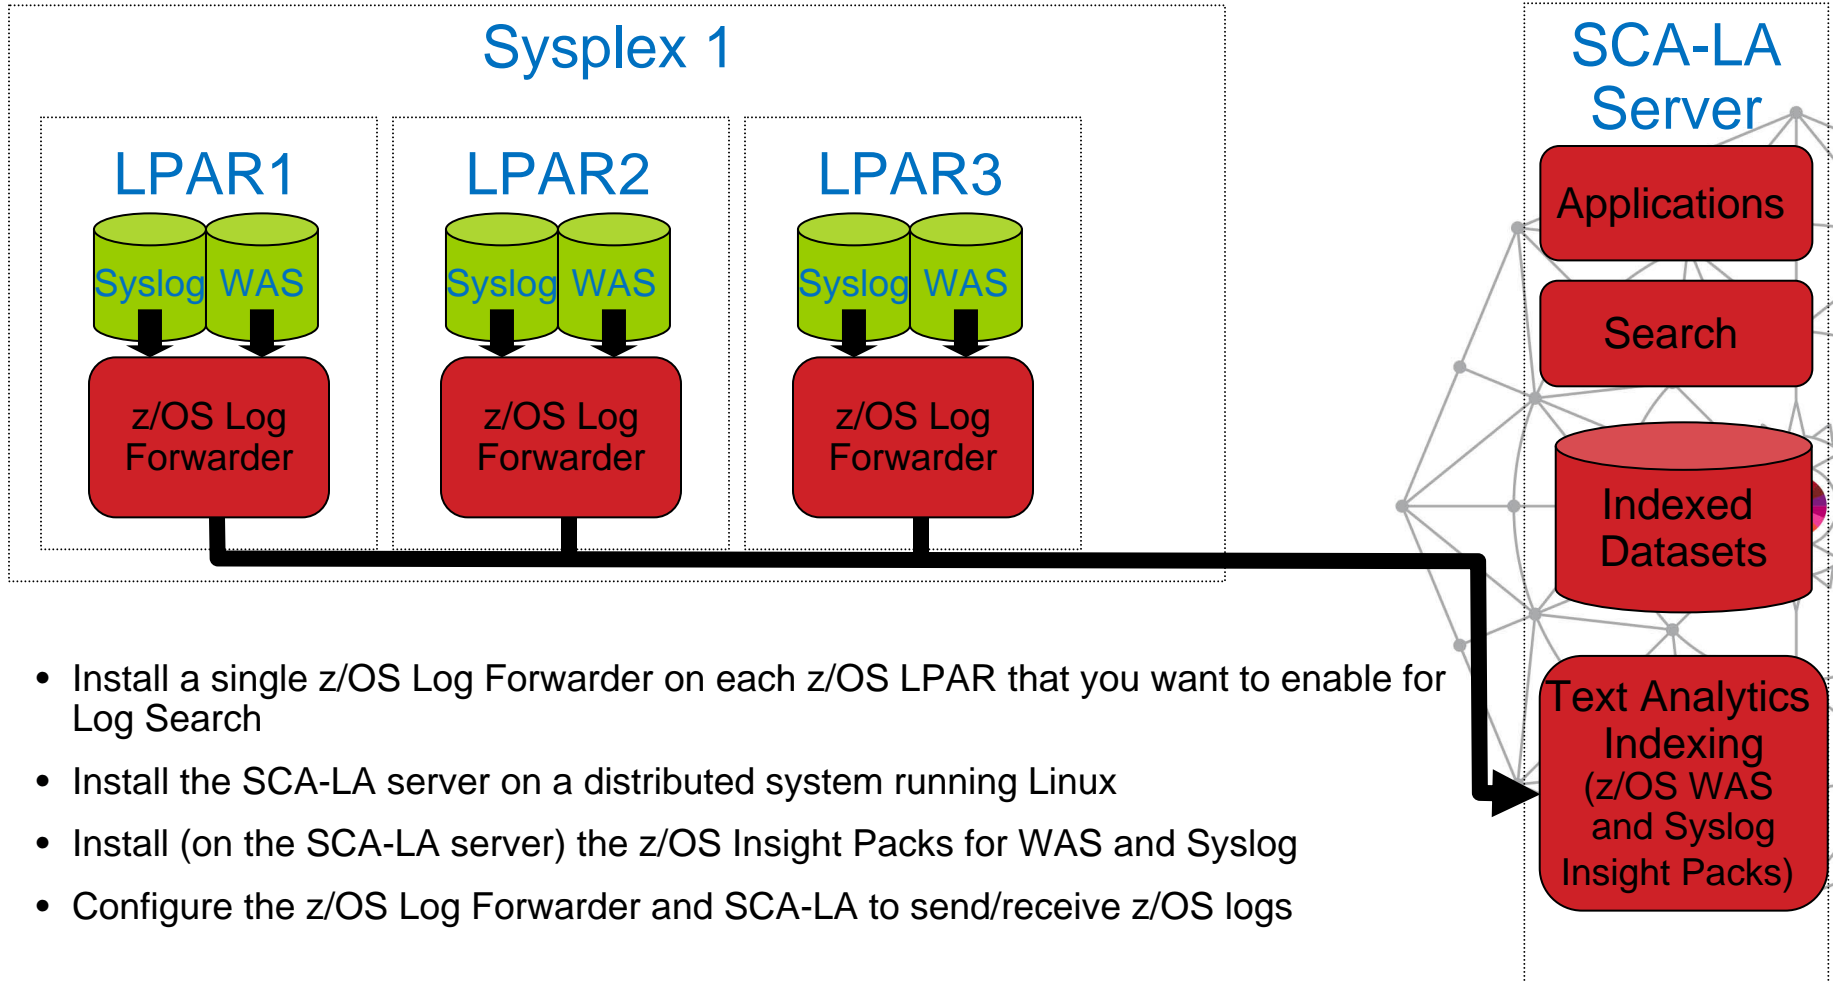 Sysplex 1
LPAR1
Syslog
WAS
z/OS Log
Forwarder
LPAR2
Syslog
WAS
z/OS Log
Forwarder
LPAR3
Syslog
WAS
z/OS Log
Forwarder
SCA-LA
Server
Applications
Search
Indexed
Datasets
Text Analytics
Indexing
(z/OS WAS
and Syslog
Insight Packs)
• Install a single z/OS Log Forwarder on each z/OS LPAR that you want to enable for
Log Search
• Install the SCA-LA server on a distributed system running Linux
• Install (on the SCA-LA server) the z/OS Insight Packs for WAS and Syslog
• Configure the z/OS Log Forwarder and SCA-LA to send/receive z/OS logs